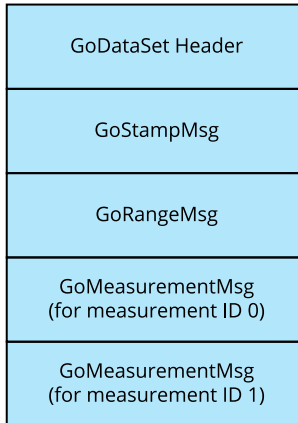 GoDataSet Header
GoStampMsg
GoRangeMsg
GoMeasurementMsg
(for measurement ID 0)
GoMeasurementMsg
(for measurement ID 1)